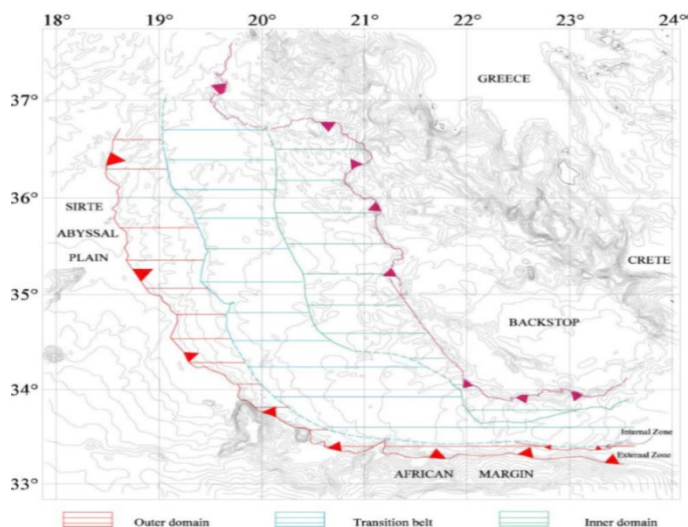 18° 19° 20° 21° 22° 23° 24°
GREECE
37°
36°
SIRTE
ABYSSAL
PLAIN
CRETE
35°
BACKSTOP
34°
Internal Zone
External Zone
33°
AFRICAN MARGIN
Outer domain Transition belt Inner domain